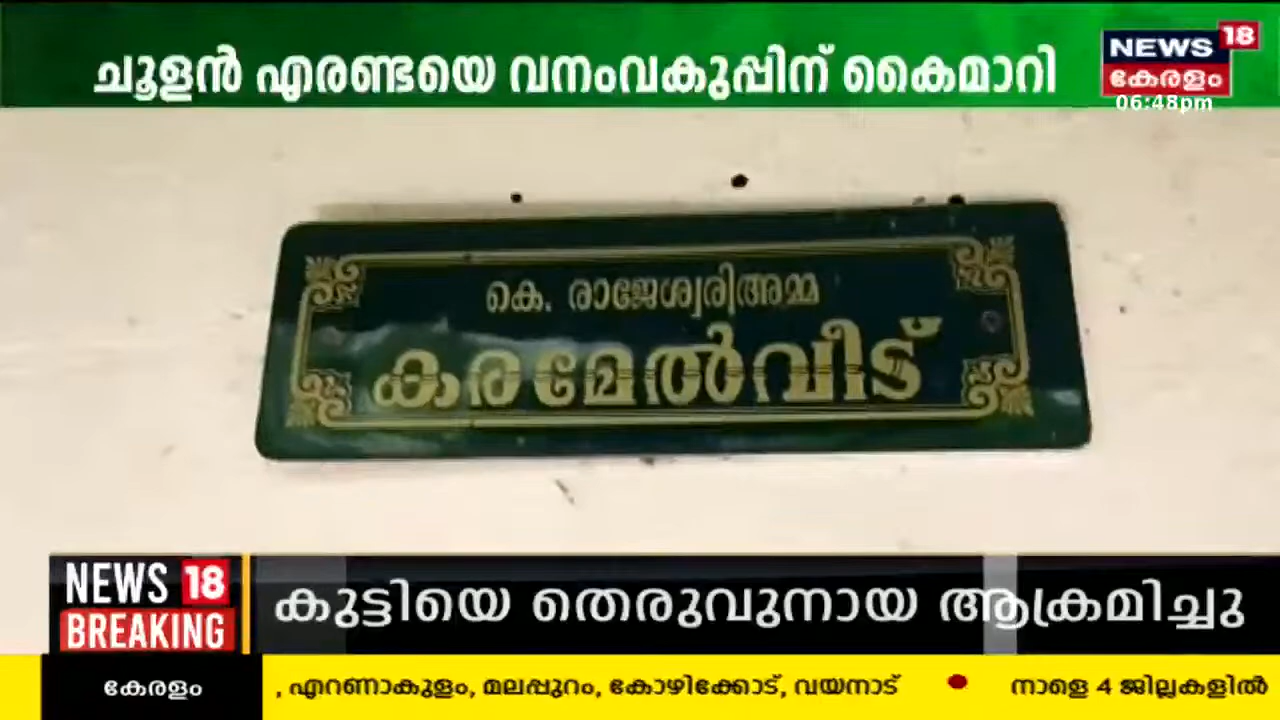 ചൂളൻ എരണ്ടയെ വനംവകുപ്പിന് കൈമാറി
NEWS 18
കേരളം
06:48pm
കെ. രാജേശ്വരിഅമ്മ
കരമേൽവീട്
NEWS 18
BREAKING
കുട്ടിയെ തെരുവുനായ ആക്രമിച്ചു
കേരളം
, എറണാകുളം, മലപ്പുറം, കോഴിക്കോട്, വയനാട് • നാളെ 4 ജില്ലകളിൽ